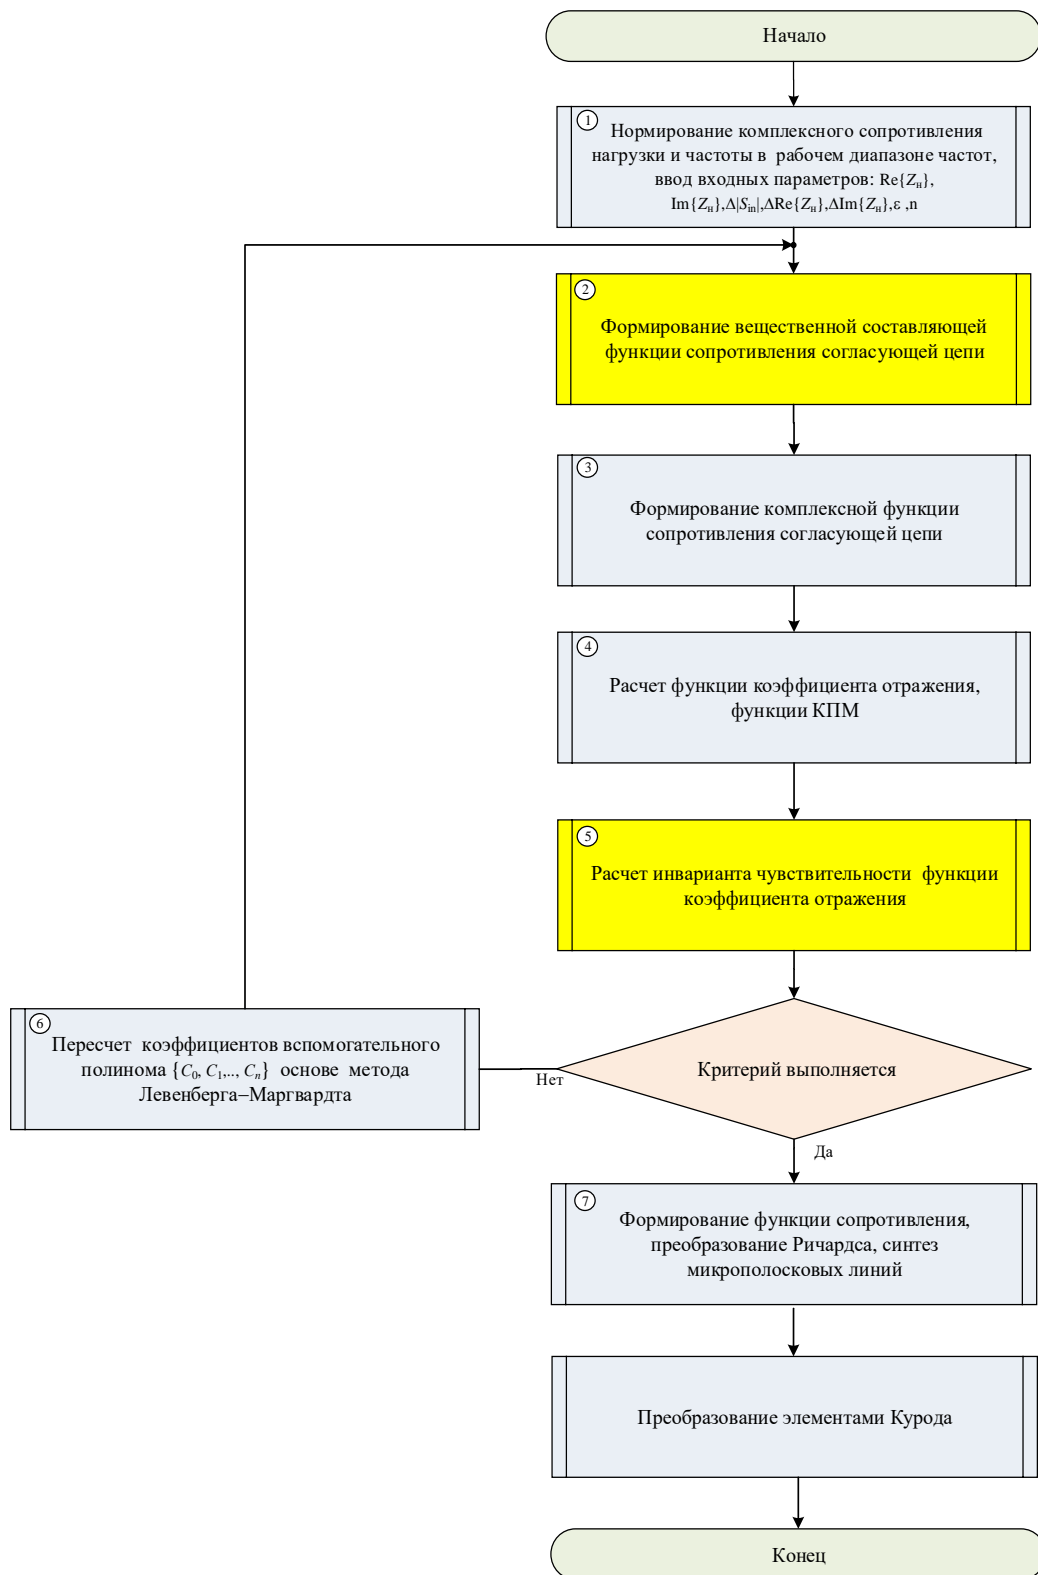 Начало
1
Нормирование комплексного сопротивления
нагрузки и частоты в рабочем диапазоне частот,
ввод входных параметров: Re{Zн},
Im{Zн},Δ|Sin|,ΔRe{Zн},ΔIm{Zн},ε ,n
2
Формирование вещественной составляющей
функции сопротивления согласующей цепи
3
Формирование комплексной функции
сопротивления согласующей цепи
4
Расчет функции коэффициента отражения,
функции КПМ
5
Расчет инварианта чувствительности функции
коэффициента отражения
6
Пересчет коэффициентов вспомогательного
полинома {C0, C1,.., Cn} основе метода
Левенберга–Маргвардта
Нет
Критерий выполняется
Да
7
Формирование функции сопротивления,
преобразование Ричардса, синтез
микрополосковых линий
Преобразование элементами Курода
Конец